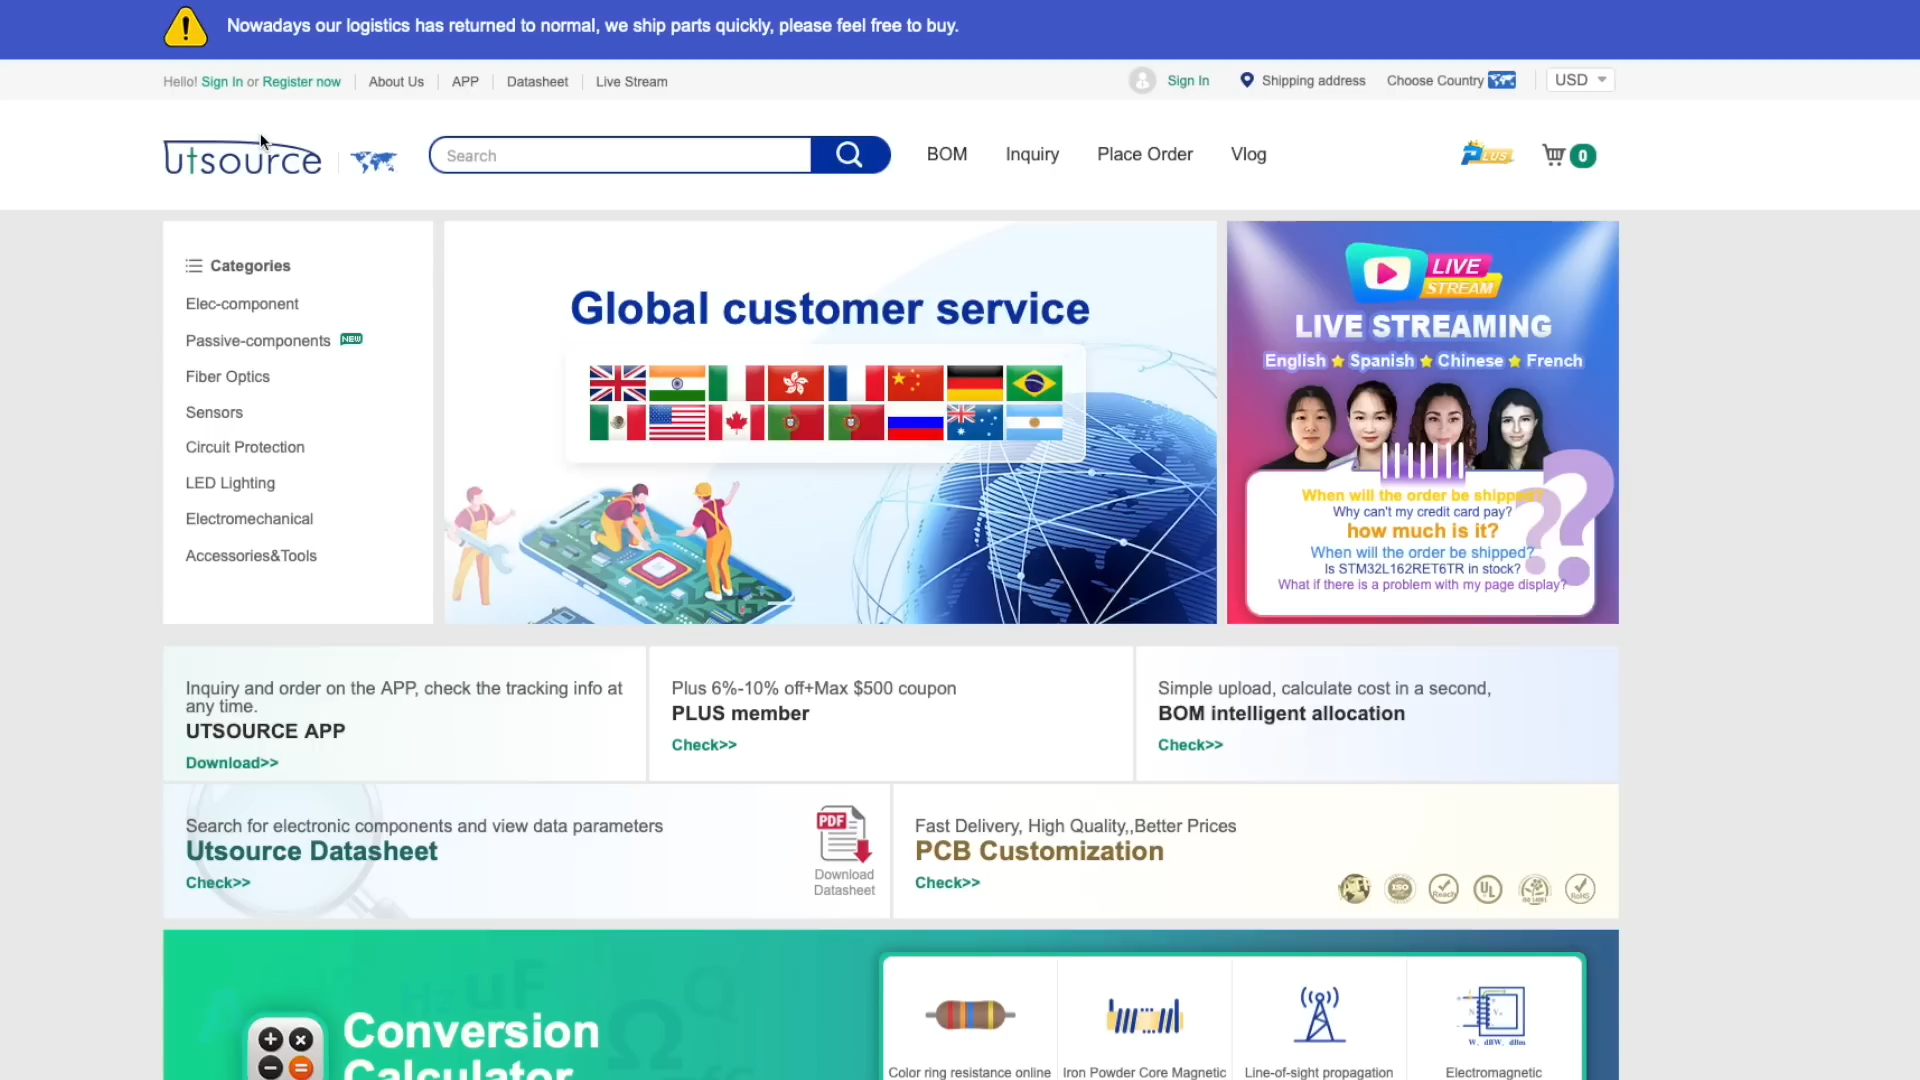 Nowadays our logistics has returned to normal, we ship parts quickly, please feel free to buy.
Hello! Sign In or Register now
About Us
APP
Datasheet
Live Stream
Sign In
Shipping address
Choose Country
USD
utsource
Search
BOM
Inquiry
Place Order
Vlog
PLUS
0
Categories
Elec-component
Passive-components NEW
Fiber Optics
Sensors
Circuit Protection
LED Lighting
Electromechanical
Accessories&Tools
Global customer service
LIVE
STREAM
LIVE STREAMING
English Spanish Chinese French
When will the order be shipped?
Why can't my credit card pay?
how much is it?
When will the order be shipped?
Is STM32L162RET6TR in stock?
What if there is a problem with my page display?
??
Inquiry and order on the APP, check the tracking info at
any time.
UTSOURCE APP
Download>>
Plus 6%-10% off+Max $500 coupon
PLUS member
Check>>
Simple upload, calculate cost in a second,
BOM intelligent allocation
Check>>
Search for electronic components and view data parameters
Utsource Datasheet
Check>>
PDF
Download
Datasheet
Fast Delivery, High Quality,,Better Prices
PCB Customization
Check>>
ISO
Reach
UL
RoHS
Hz uF Ω
Conversion
Calculator
Color ring resistance online
Iron Powder Core Magnetic
Line-of-sight propagation
W、dBW、dBm
Electromagnetic